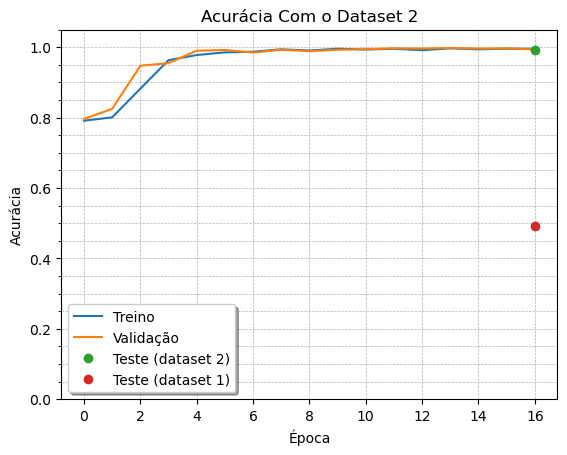 Acurácia Com o Dataset 2
1.0
0.8
0.6
0.4
0.2
0.0
Acurácia
Treino
Validação
Teste (dataset 2)
Teste (dataset 1)
0 2 4 6 8 10 12 14 16
Época